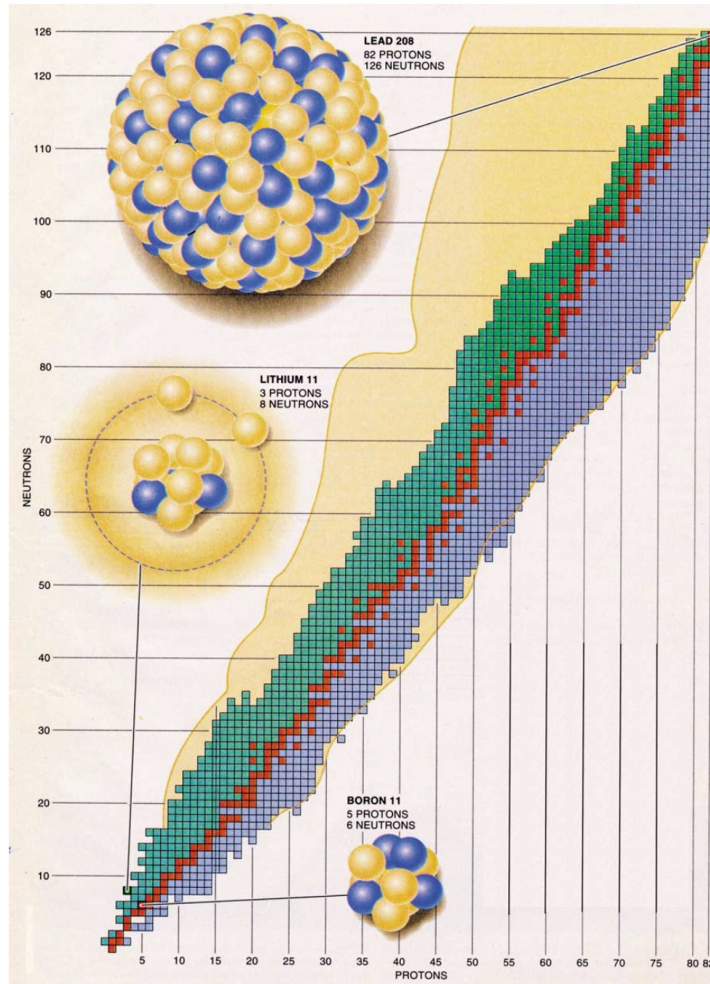 126
LEAD 208
82 PROTONS
126 NEUTRONS
120
110
100
90
80
LITHIUM 11
3 PROTONS
8 NEUTRONS
70
NEUTRONS
60
50
40
30
20
BORON 11
5 PROTONS
6 NEUTRONS
10
5 10 15 20 25 30 35 40 45 50 55 60 65 70 75 80
PROTONS